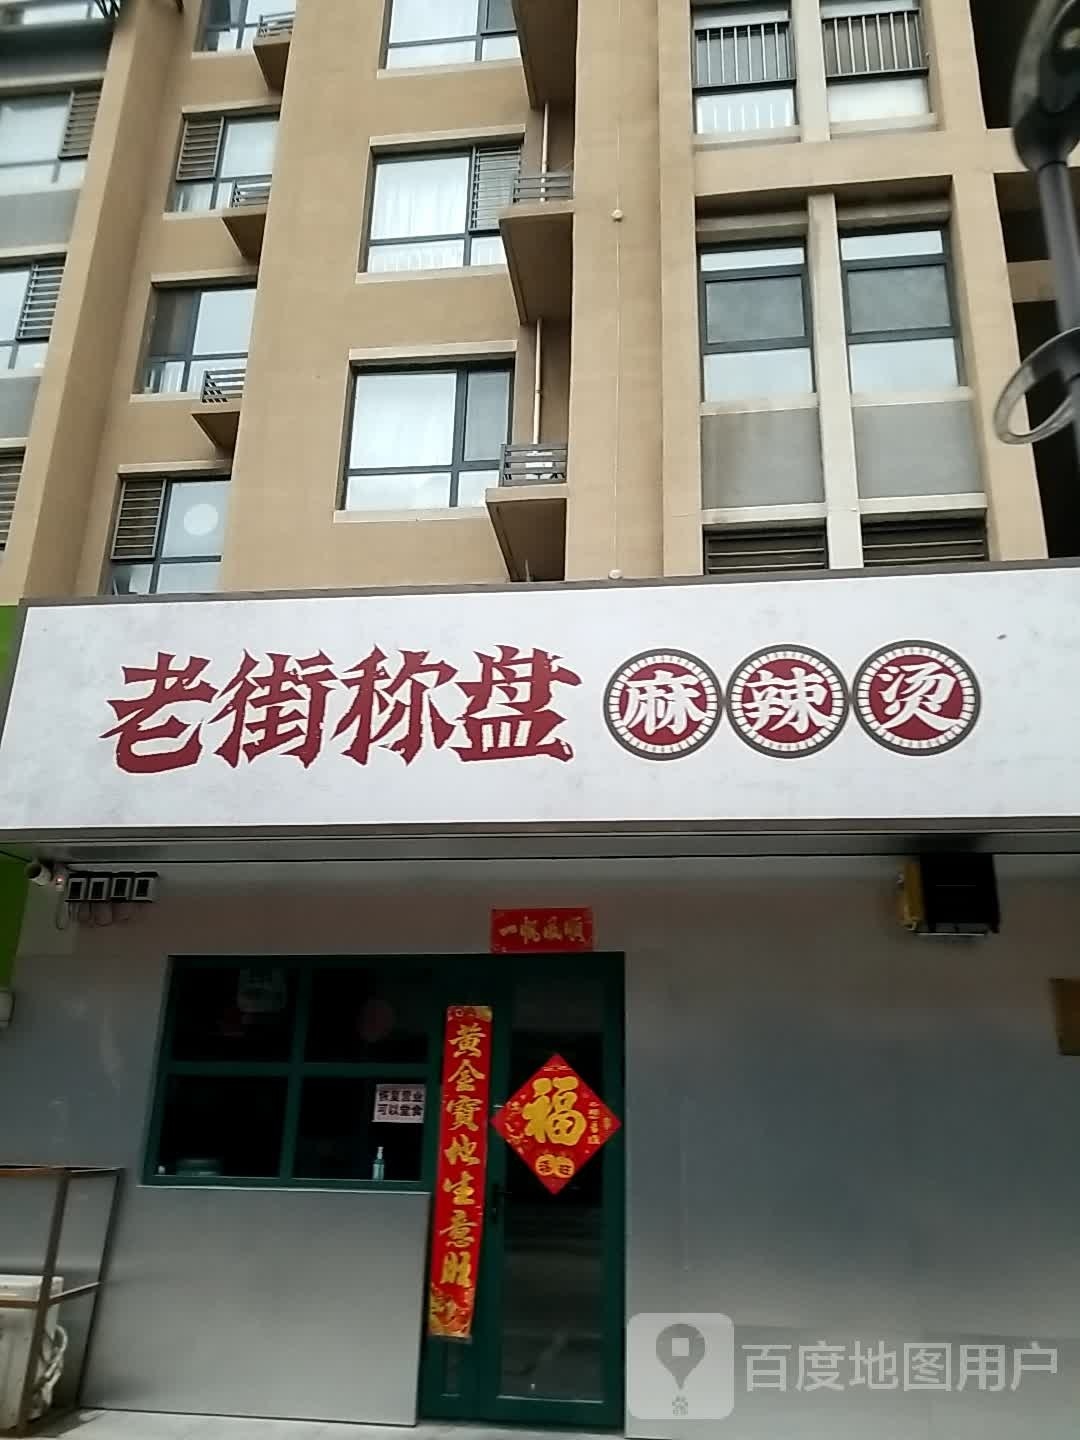 老街称盘麻辣烫
一帆风顺
黄金寶地生意旺
福
恢复营业
可以堂食
百度地图用户